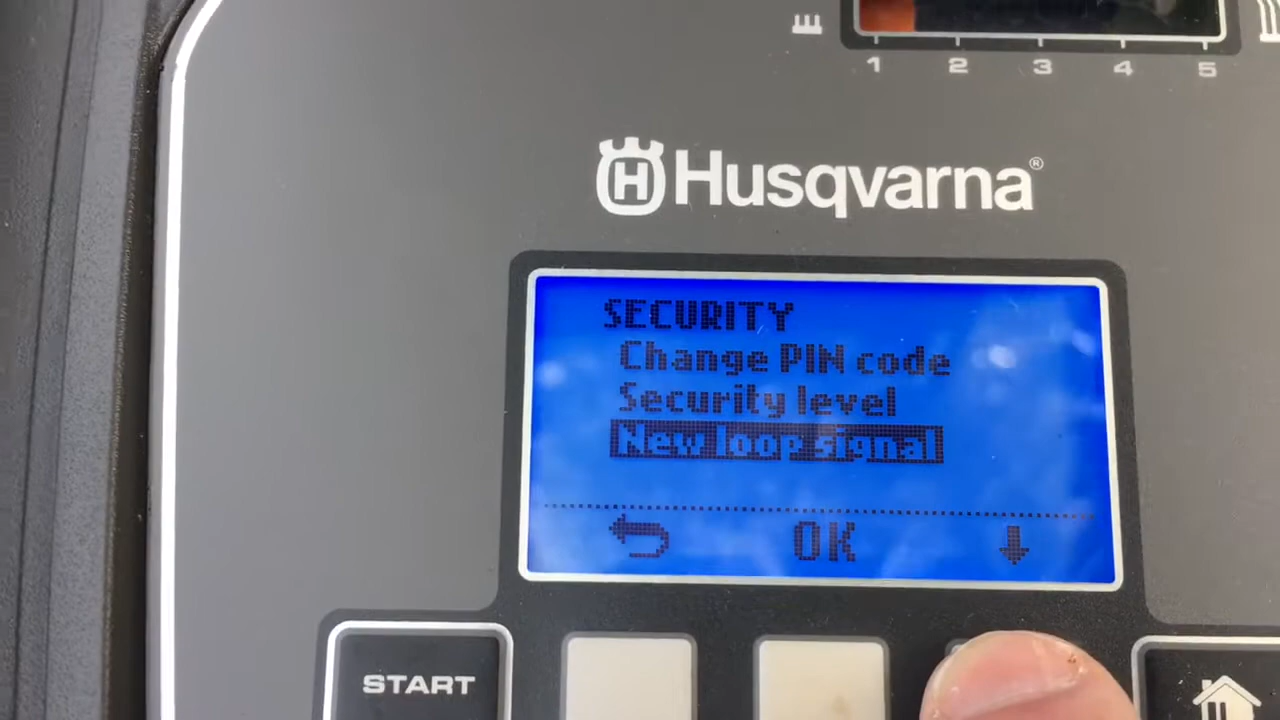 1 2 3 4 5
H Husqvarna®
SECURITY
Change PIN code
Security level
New loop signal
OK
START